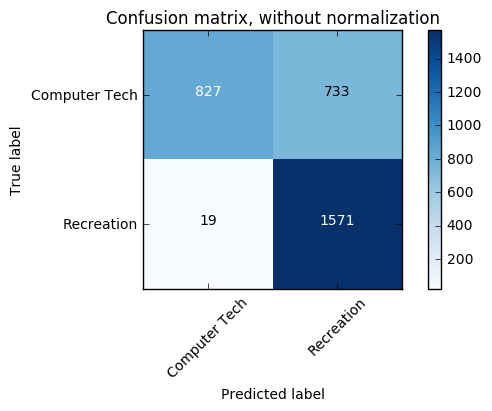 Confusion matrix, without normalization
Computer Tech
827
733
Recreation
19
1571
True label
Computer Tech
Recreation
Predicted label
1400
1200
1000
800
600
400
200